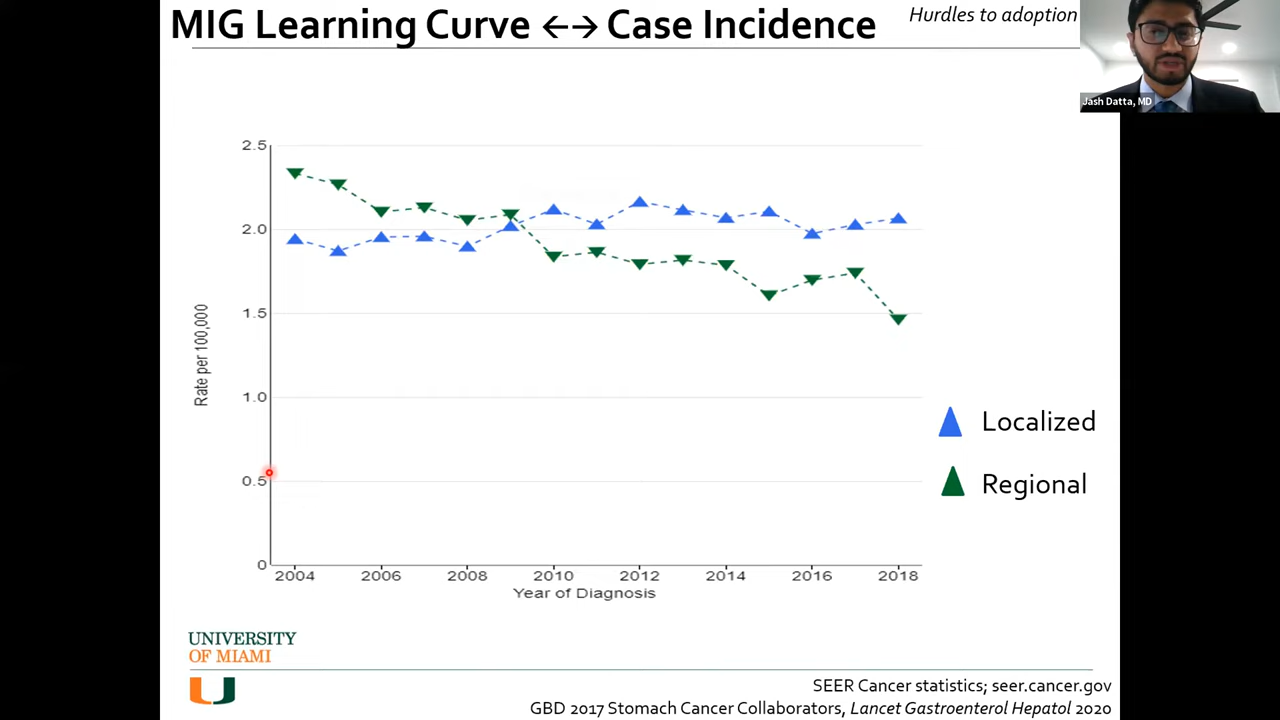 MIG Learning Curve ←→ Case Incidence
Hurdles to adoption
Jash Datta, MD
2.5
2.0
1.5
1.0
0.5
0
Rate per 100,000
2004 2006 2008 2010 2012 2014 2016 2018
Year of Diagnosis
Localized
Regional
UNIVERSITY
OF MIAMI
U
SEER Cancer statistics; seer.cancer.gov
GBD 2017 Stomach Cancer Collaborators, Lancet Gastroenterol Hepatol 2020